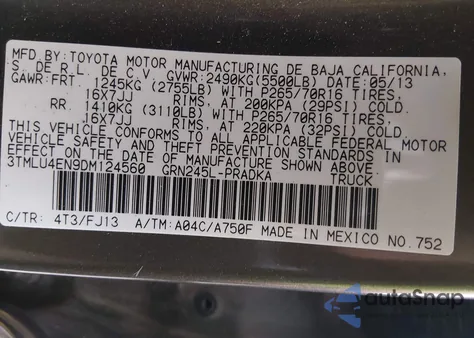 MFD.BY:TOYOTA MOTOR MANUFACTURING DE BAJA CALIFORNIA,
S. DE R.L. DE C.V. GVWR:2490KG(5500LB) DATE:05/13
GAWR:FRT 1245KG (2755LB) WITH P265/70R16 TIRES,
16X7JJ RIMS, AT 200KPA (29PSI) COLD.
RR 1410KG (3110LB) WITH P265/70R16 TIRES,
16X7JJ RIMS, AT 220KPA (32PSI) COLD.
THIS VEHICLE CONFORMS TO ALL APPLICABLE FEDERAL MOTOR
VEHICLE SAFETY AND THEFT PREVENTION STANDARDS IN
EFFECT ON THE DATE OF MANUFACTURE SHOWN ABOVE.
3TMLU4EN9DM124560 GRN245L-PRADKA TRUCK
C/TR: 4T3/FJ13 A/TM:A04C/A750F MADE IN MEXICO NO.752
autoSnap